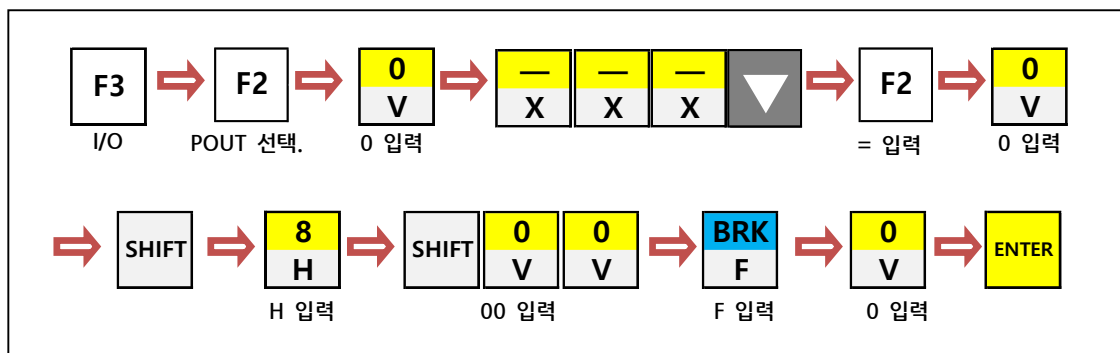 F3 F2 0 V — X — X — X F2 0 V
I/O POUT 선택. 0 입력 = 입력 0 입력
SHIFT 8 H SHIFT 0 V 0 V BRK F 0 V ENTER
H 입력 00 입력 F 입력 0 입력